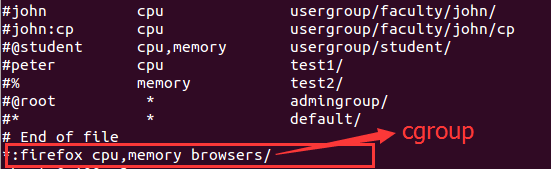 #john cpu usergroup/faculty/john/
#john:cp cpu usergroup/faculty/john/cp
#@student cpu,memory usergroup/student/
#peter cpu test1/
#% memory test2/
#@root * admingroup/
#* * default/
# End of file
*:firefox cpu,memory browsers/
cgroup